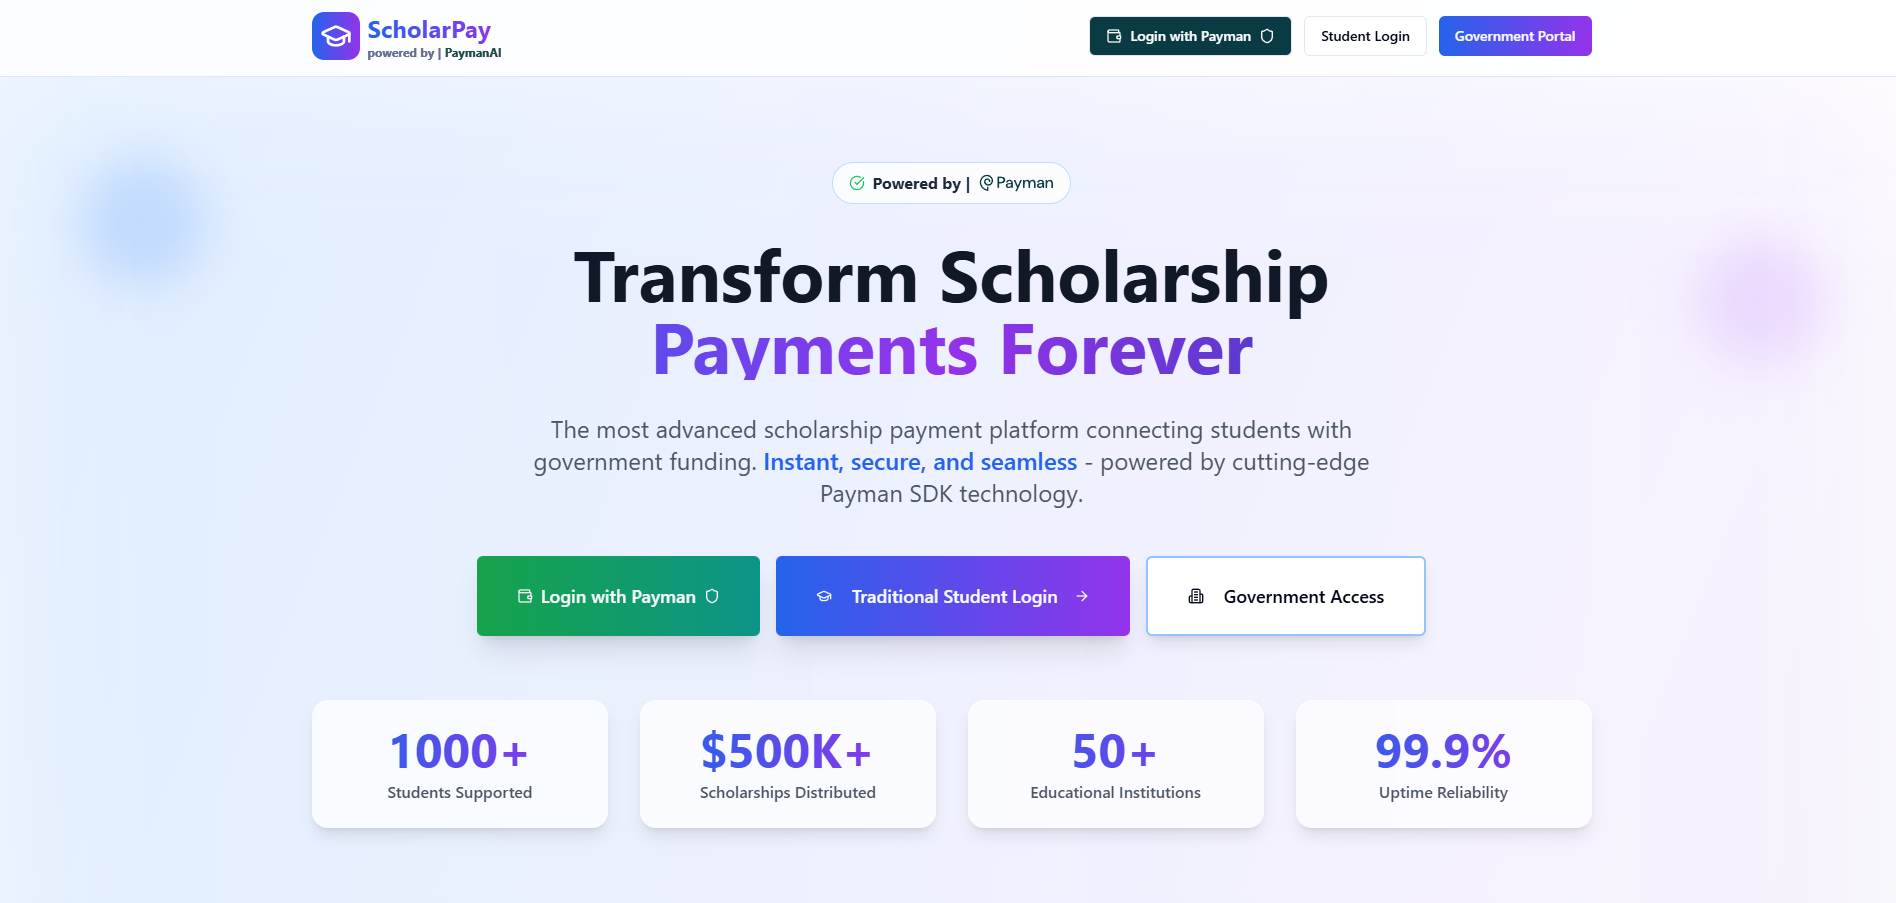 ScholarPay
powered by | PaymanAI
Login with Payman
Student Login
Government Portal
Powered by | Payman
Transform Scholarship
Payments Forever
The most advanced scholarship payment platform connecting students with
government funding. Instant, secure, and seamless - powered by cutting-edge
Payman SDK technology.
Login with Payman
Traditional Student Login
Government Access
1000+
Students Supported
$500K+
Scholarships Distributed
50+
Educational Institutions
99.9%
Uptime Reliability